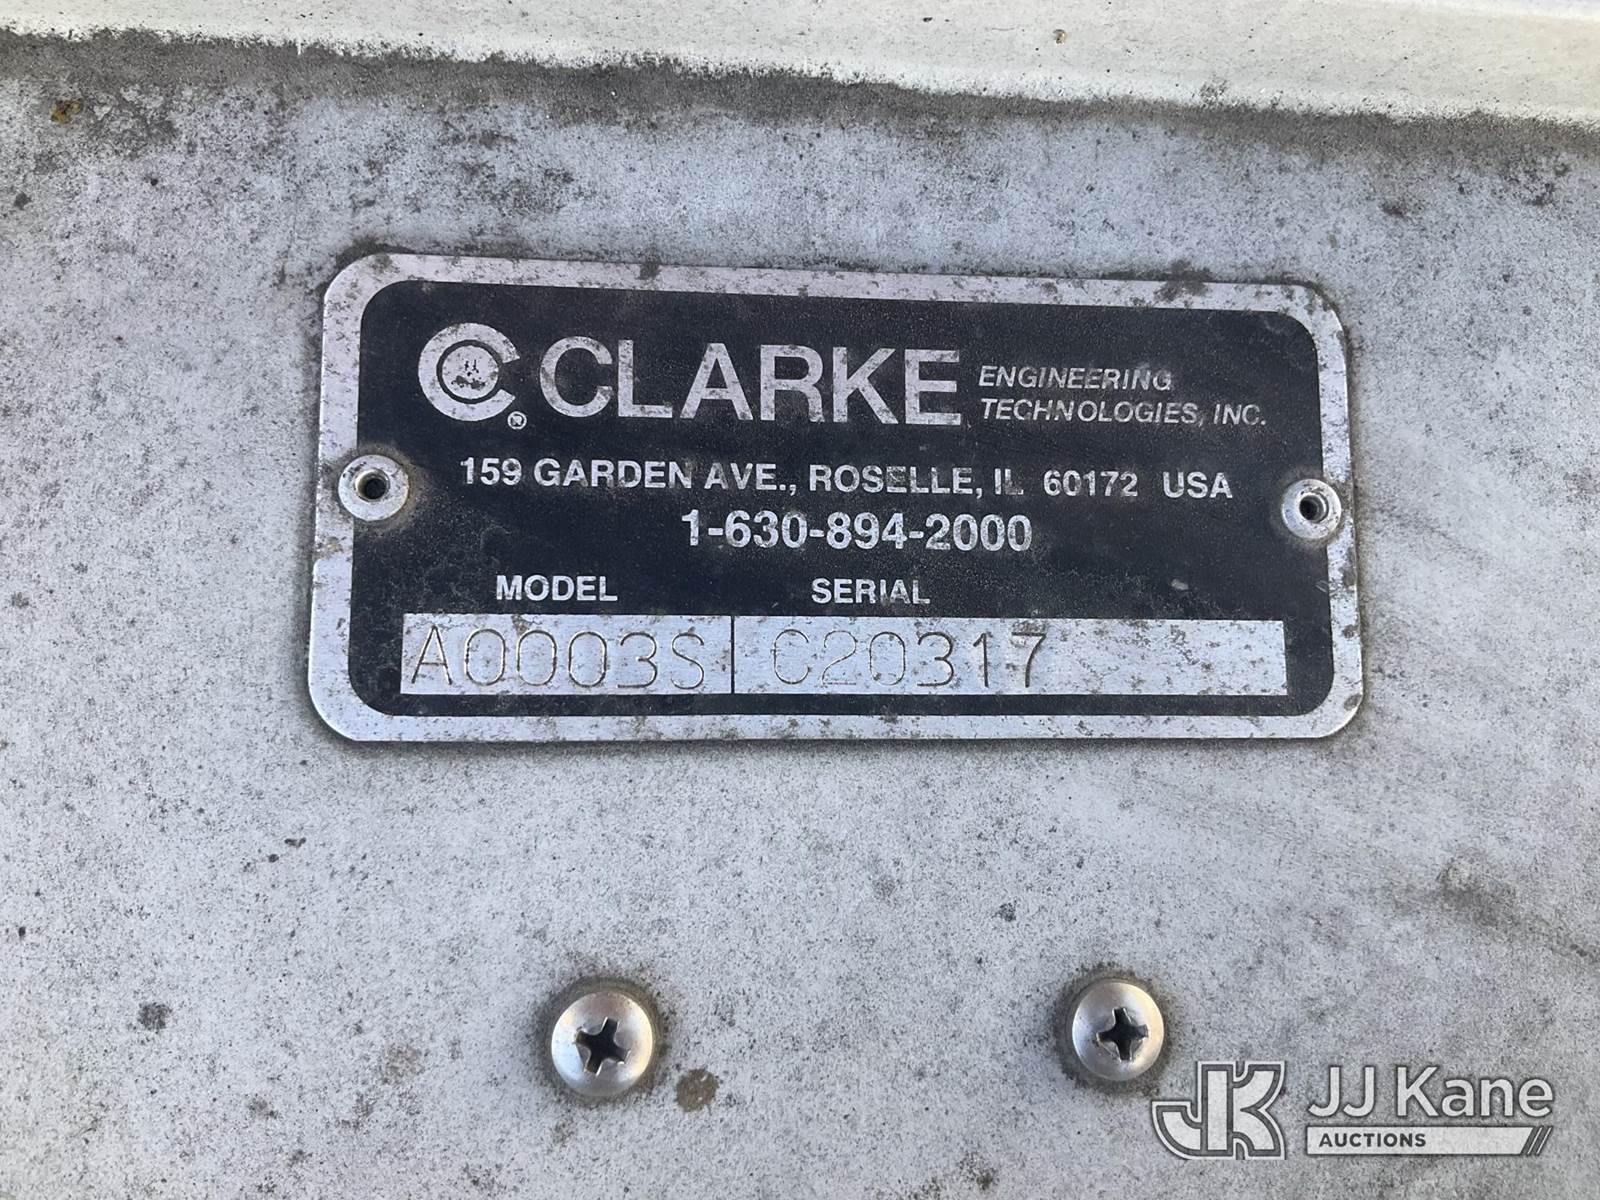 C® CLARKE ENGINEERING
TECHNOLOGIES, INC.
159 GARDEN AVE., ROSELLE, IL 60172 USA
1-630-894-2000
MODEL SERIAL
A0003S C20317
JK JJ Kane
AUCTIONS